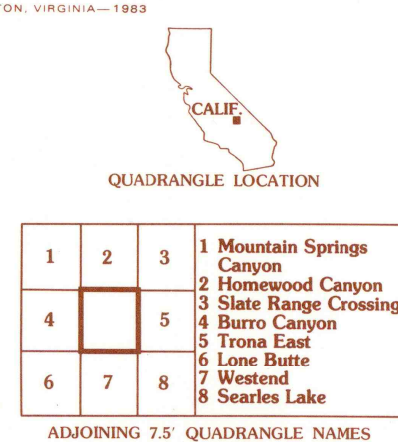 TON, VIRGINIA—1983
CALIF.
QUADRANGLE LOCATION
1 2 3
4 5
6 7 8
1 Mountain Springs
Canyon
2 Homewood Canyon
3 Slate Range Crossing
4 Burro Canyon
5 Trona East
6 Lone Butte
7 Westend
8 Searles Lake
ADJOINING 7.5′ QUADRANGLE NAMES